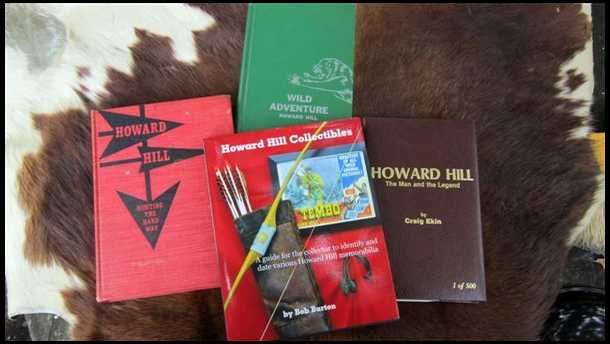 WILD
ADVENTURE
HOWARD HILL
HOWARD
HILL
HUNTING
THE HARD
WAY
Howard Hill Collectibles
TEMBO
A guide for the collector to identify and
date various Howard Hill memorabilia
by Bob Burton
HOWARD HILL
The Man and the Legend
by
Craig Ekin
1 of 500